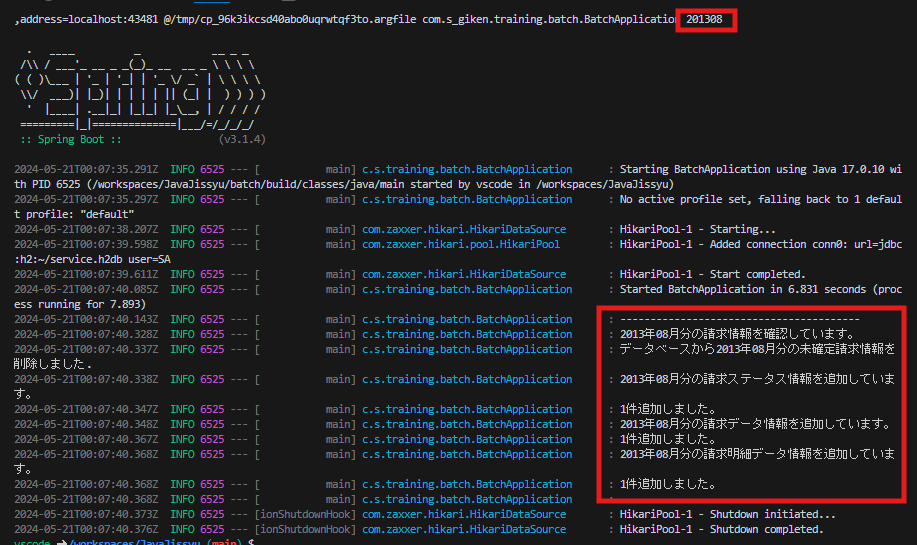 ,address=localhost:43481 @/tmp/cp_96k3ikcsd40abo0uqrwtqf3to.argfile com.s_giken.training.batch.BatchApplication 201308
:: Spring Boot :: (v3.1.4)
2024-05-21T00:07:35.291Z INFO 6525 --- [ main] c.s.training.batch.BatchApplication : Starting BatchApplication using Java 17.0.10 wi
th PID 6525 (/workspaces/JavaJissyu/batch/build/classes/java/main started by vscode in /workspaces/JavaJissyu)
2024-05-21T00:07:35.297Z INFO 6525 --- [ main] c.s.training.batch.BatchApplication : No active profile set, falling back to 1 defaul
t profile: "default"
2024-05-21T00:07:38.207Z INFO 6525 --- [ main] com.zaxxer.hikari.HikariDataSource : HikariPool-1 - Starting...
2024-05-21T00:07:39.598Z INFO 6525 --- [ main] com.zaxxer.hikari.pool.HikariPool : HikariPool-1 - Added connection conn0: url=jdbc
:h2:~/service.h2db user=SA
2024-05-21T00:07:39.611Z INFO 6525 --- [ main] com.zaxxer.hikari.HikariDataSource : HikariPool-1 - Start completed.
2024-05-21T00:07:40.085Z INFO 6525 --- [ main] c.s.training.batch.BatchApplication : Started BatchApplication in 6.831 seconds (proc
ess running for 7.893)
2024-05-21T00:07:40.143Z INFO 6525 --- [ main] c.s.training.batch.BatchApplication : ----------------------------------
2024-05-21T00:07:40.328Z INFO 6525 --- [ main] c.s.training.batch.BatchApplication : 2013年08月分の請求情報を確認しています。
2024-05-21T00:07:40.337Z INFO 6525 --- [ main] c.s.training.batch.BatchApplication : データベースから2013年08月分の未確定請求情報を
削除しました.
2024-05-21T00:07:40.338Z INFO 6525 --- [ main] c.s.training.batch.BatchApplication : 2013年08月分の請求ステータス情報を追加していま
す。
2024-05-21T00:07:40.347Z INFO 6525 --- [ main] c.s.training.batch.BatchApplication : 1件追加しました。
2024-05-21T00:07:40.348Z INFO 6525 --- [ main] c.s.training.batch.BatchApplication : 2013年08月分の請求データ情報を追加しています。
2024-05-21T00:07:40.367Z INFO 6525 --- [ main] c.s.training.batch.BatchApplication : 1件追加しました。
2024-05-21T00:07:40.368Z INFO 6525 --- [ main] c.s.training.batch.BatchApplication : 2013年08月分の請求明細データ情報を追加していま
す。
2024-05-21T00:07:40.368Z INFO 6525 --- [ main] c.s.training.batch.BatchApplication : 1件追加しました。
2024-05-21T00:07:40.368Z INFO 6525 --- [ main] c.s.training.batch.BatchApplication :
2024-05-21T00:07:40.373Z INFO 6525 --- [ionShutdownHook] com.zaxxer.hikari.HikariDataSource : HikariPool-1 - Shutdown initiated...
2024-05-21T00:07:40.376Z INFO 6525 --- [ionShutdownHook] com.zaxxer.hikari.HikariDataSource : HikariPool-1 - Shutdown completed.
vscode ➜ /workspaces/JavaJissyu (main) $